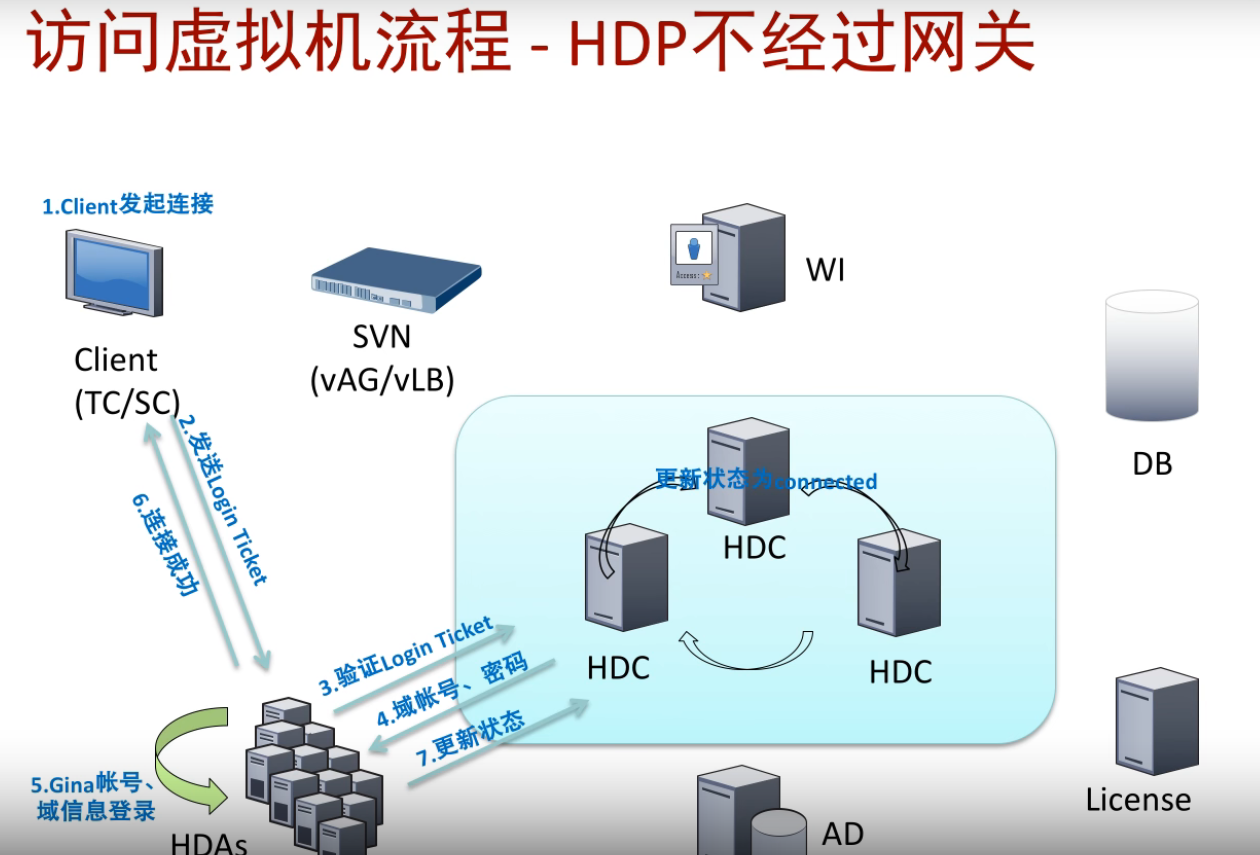 访问虚拟机流程 - HDP不经过网关
1.Client发起连接
WI
Access:
SVN
(vAG/vLB)
Client
(TC/SC)
DB
2.发送Login Ticket
6.连接成功
更新状态为connected
HDC
HDC
HDC
3.验证Login Ticket
4.域帐号、密码
7.更新状态
5.Gina帐号、
域信息登录
HDAs
AD
License